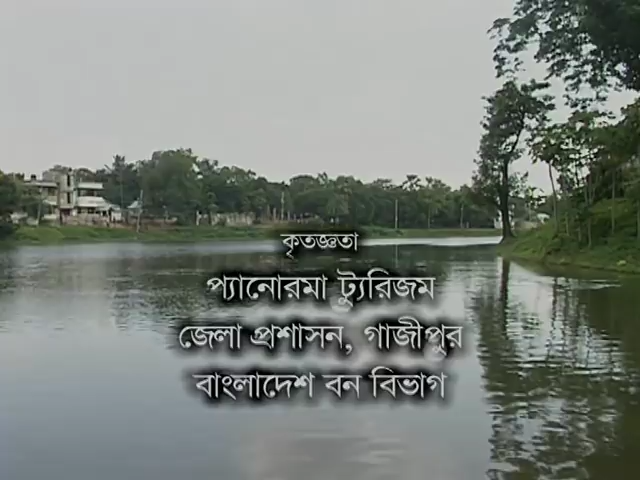 কৃতজ্ঞতা
প্যানোরমা ট্যুরিজম
জেলা প্রশাসন, গাজীপুর
বাংলাদেশ বন বিভাগ